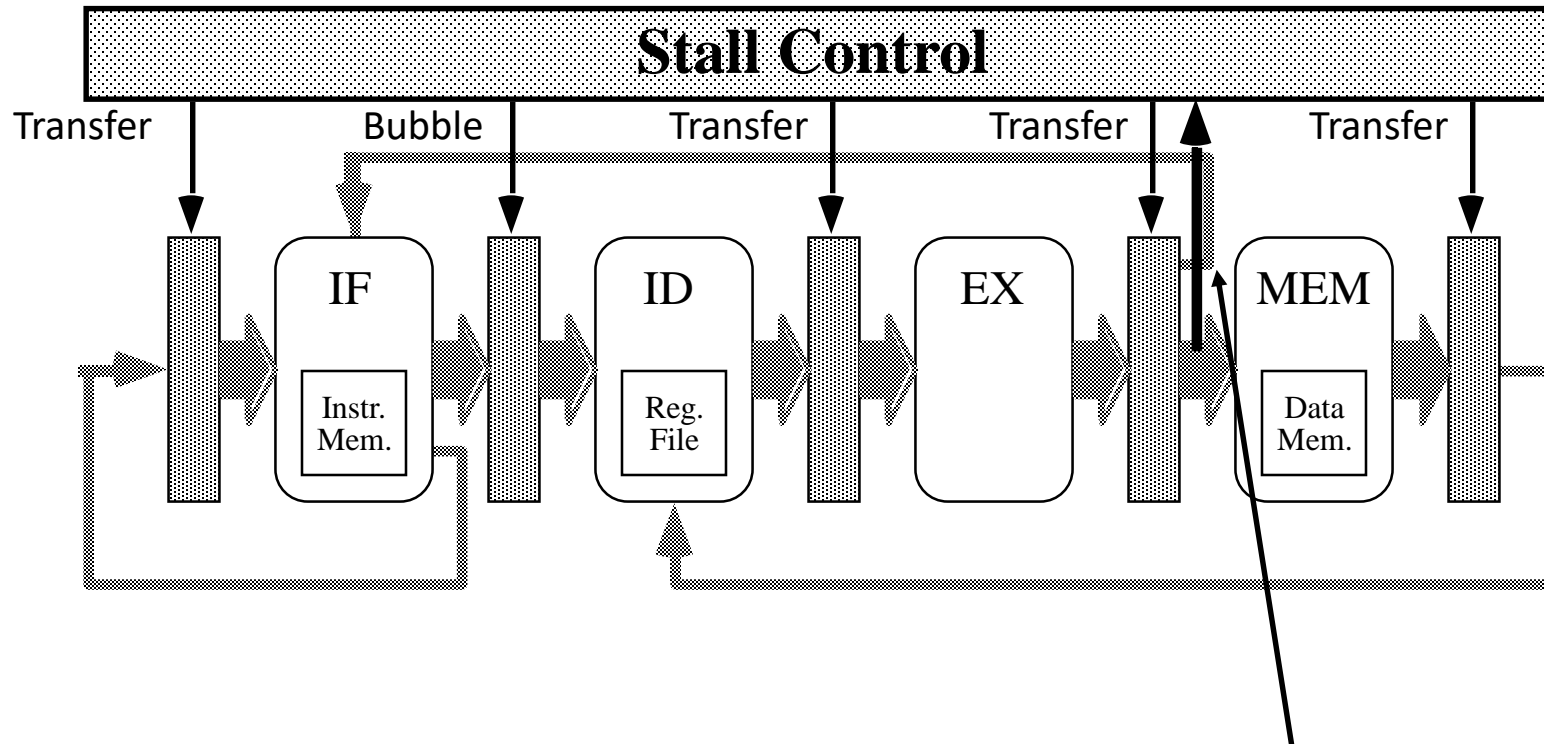 Stall Control
Transfer
Bubble
Transfer
Transfer
Transfer
IF
ID
EX
MEM
Instr.
Mem.
Reg.
File
Data
Mem.